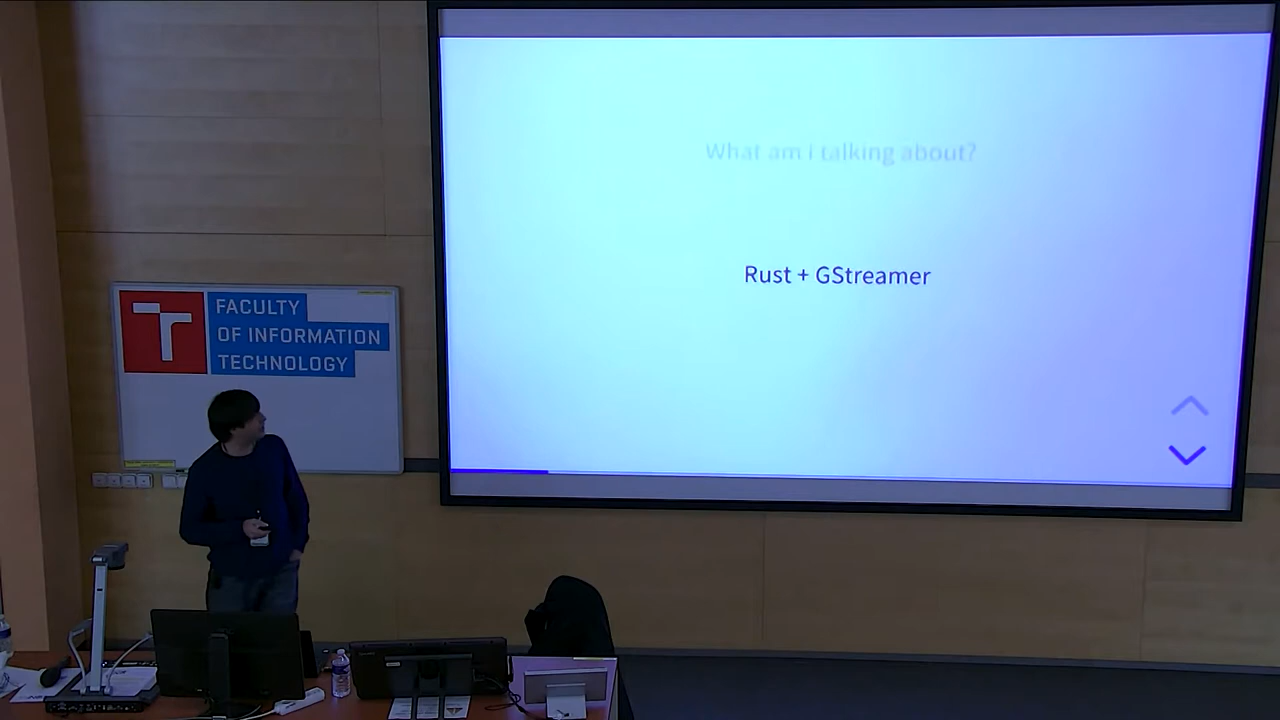 What am I talking about?
Rust + GStreamer
FACULTY
OF INFORMATION
TECHNOLOGY